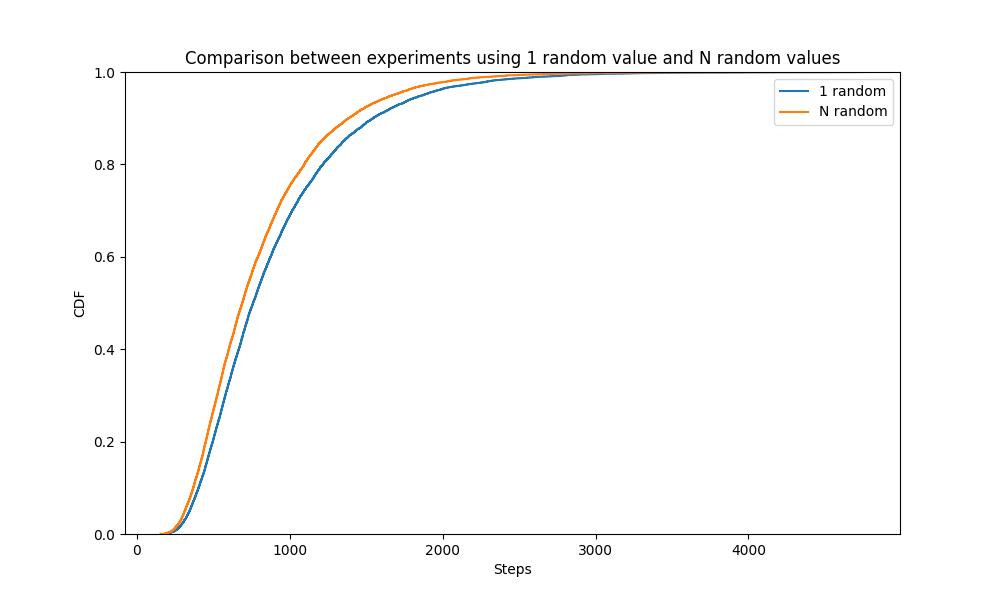 Comparison between experiments using 1 random value and N random values
1 random
N random
1.0
0.8
0.6
0.4
0.2
0.0
CDF
0 1000 2000 3000 4000
Steps